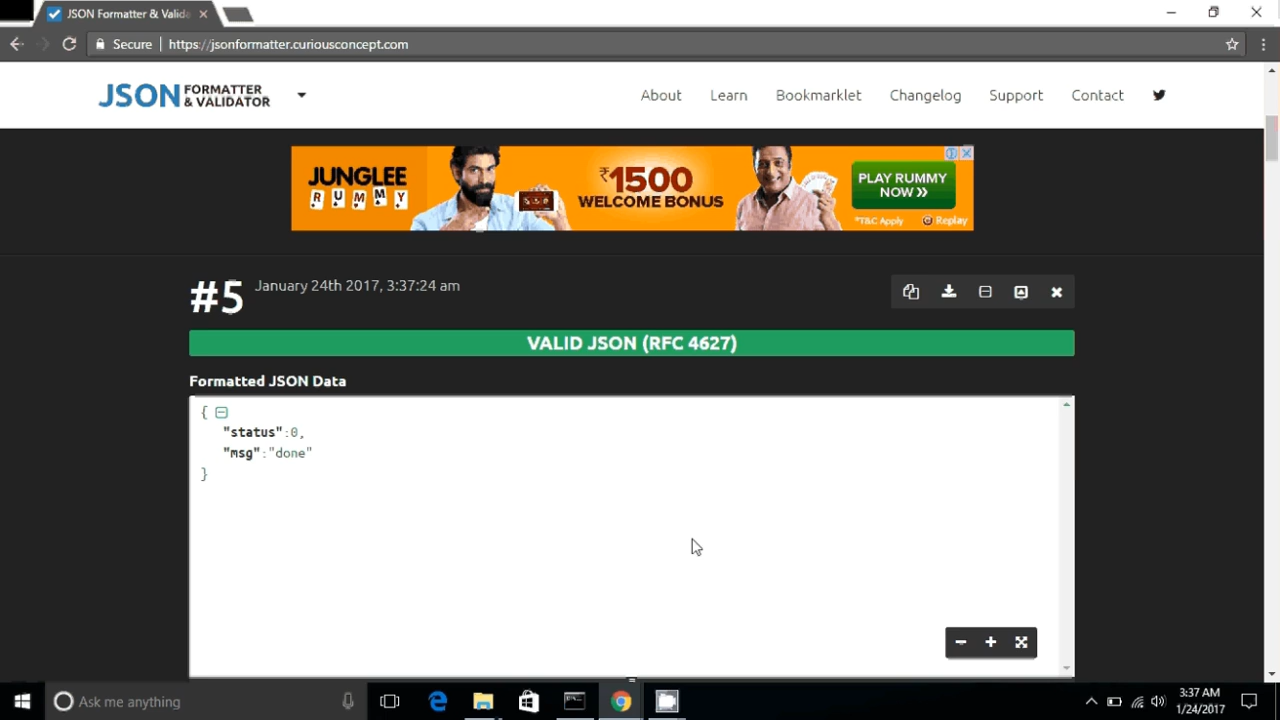 JSON Formatter & Valida
Secure
https://jsonformatter.curiousconcept.com
JSON FORMATTER & VALIDATOR
About
Learn
Bookmarklet
Changelog
Support
Contact
JUNGLEE
RUMMY
₹1500
WELCOME BONUS
PLAY RUMMY
NOW »
*T&C Apply
Replay
#5
January 24th 2017, 3:37:24 am
VALID JSON (RFC 4627)
Formatted JSON Data
{
"status":0,
"msg":"done"
}
Ask me anything
3:37 AM
1/24/2017